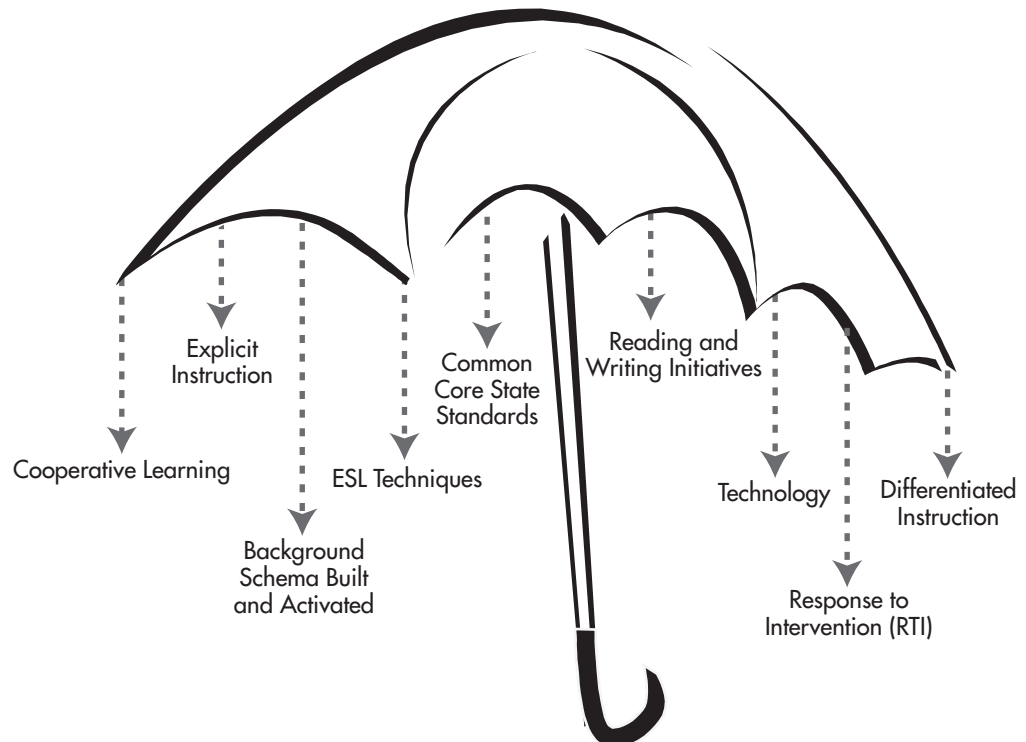 Explicit
Instruction
Cooperative Learning
Background
Schema Built
and Activated
ESL Techniques
Common
Core State
Standards
Reading and
Writing Initiatives
Technology
Response to
Intervention (RTI)
Differentiated
Instruction